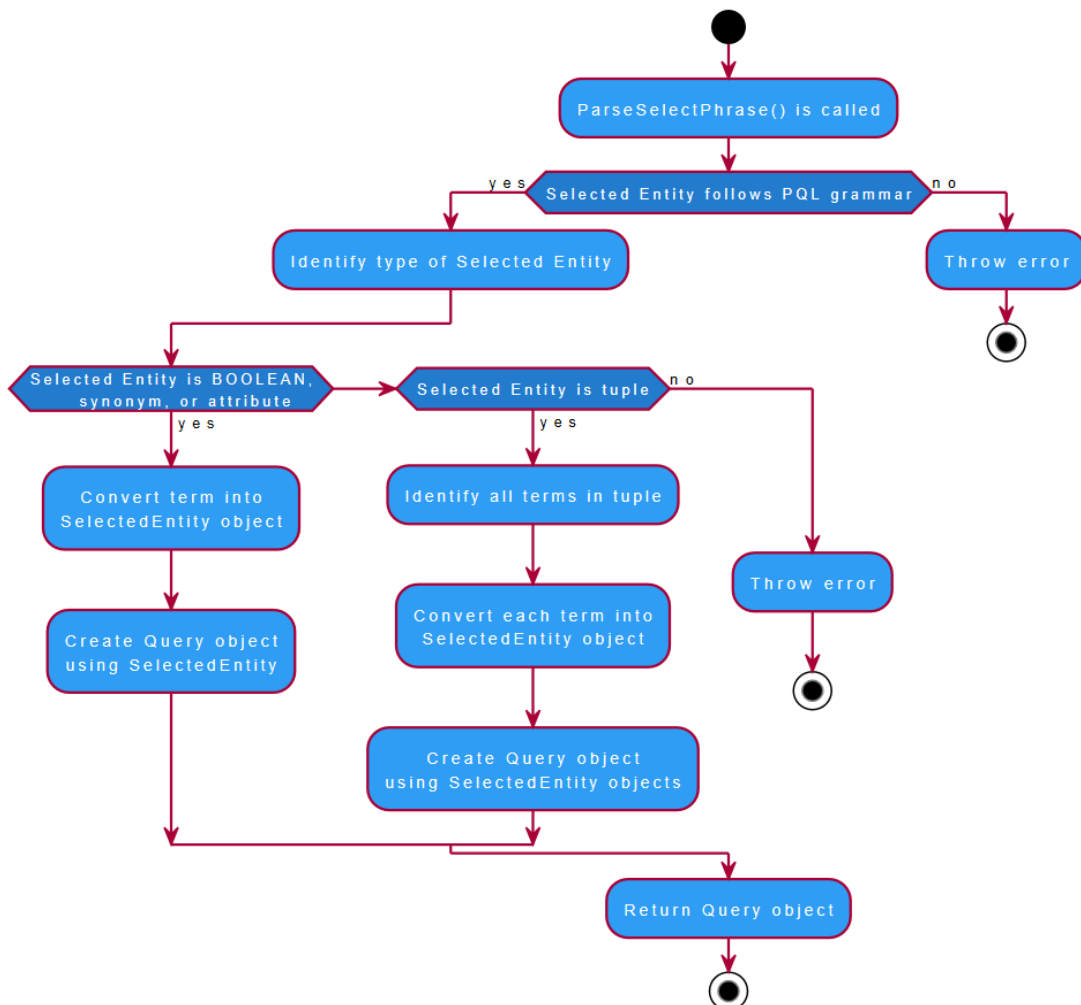 ParseSelectPhrase() is called
yes
Selected Entity follows PQL grammar
no
Identify type of Selected Entity
Throw error
Selected Entity is BOOLEAN,
synonym, or attribute
yes
Selected Entity is tuple
no
yes
Convert term into
SelectedEntity object
Identify all terms in tuple
Throw error
Create Query object
using SelectedEntity
Convert each term into
SelectedEntity object
Create Query object
using SelectedEntity objects
Return Query object